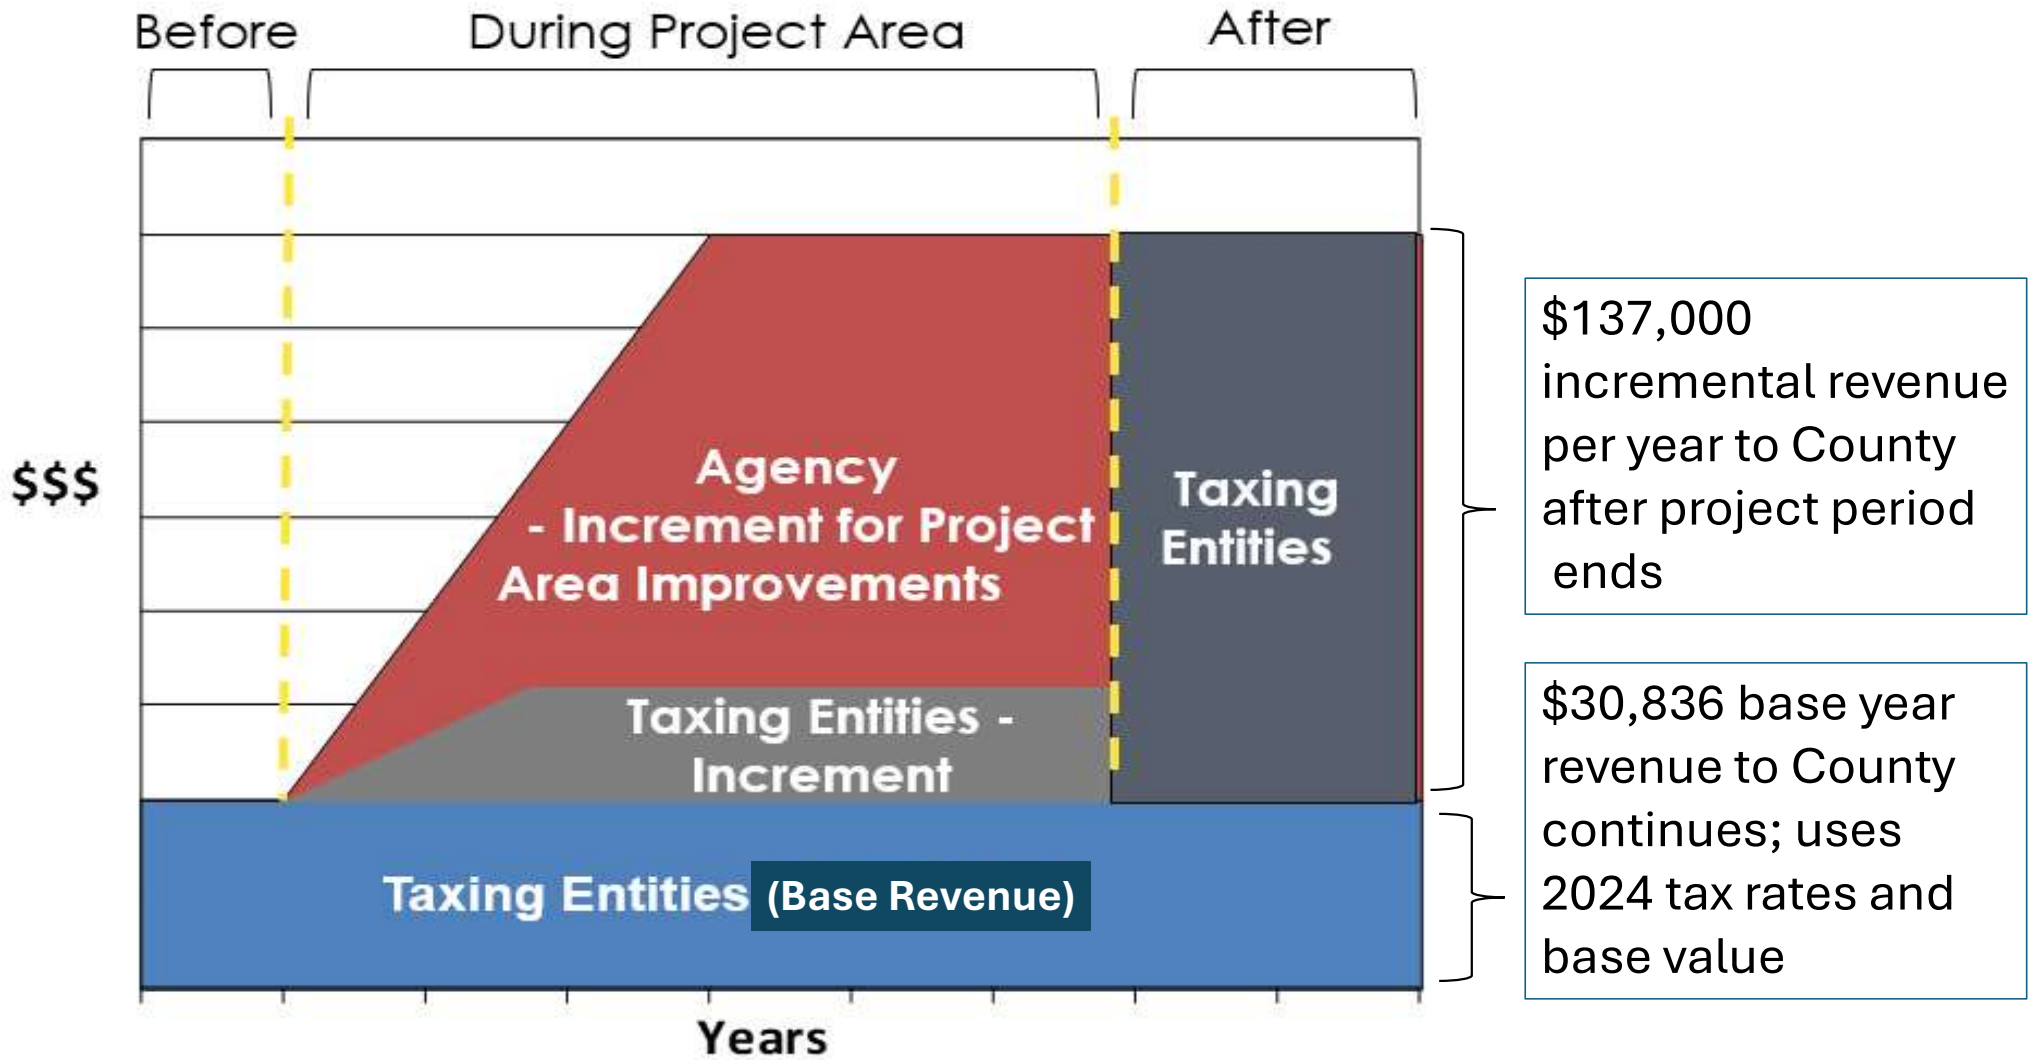 Before
During Project Area
After
$$$
Agency
- Increment for Project
Area Improvements
Taxing
Entities
Taxing Entities -
Increment
Taxing Entities (Base Revenue)
Years
$137,000
incremental revenue
per year to County
after project period
ends
$30,836 base year
revenue to County
continues; uses
2024 tax rates and
base value